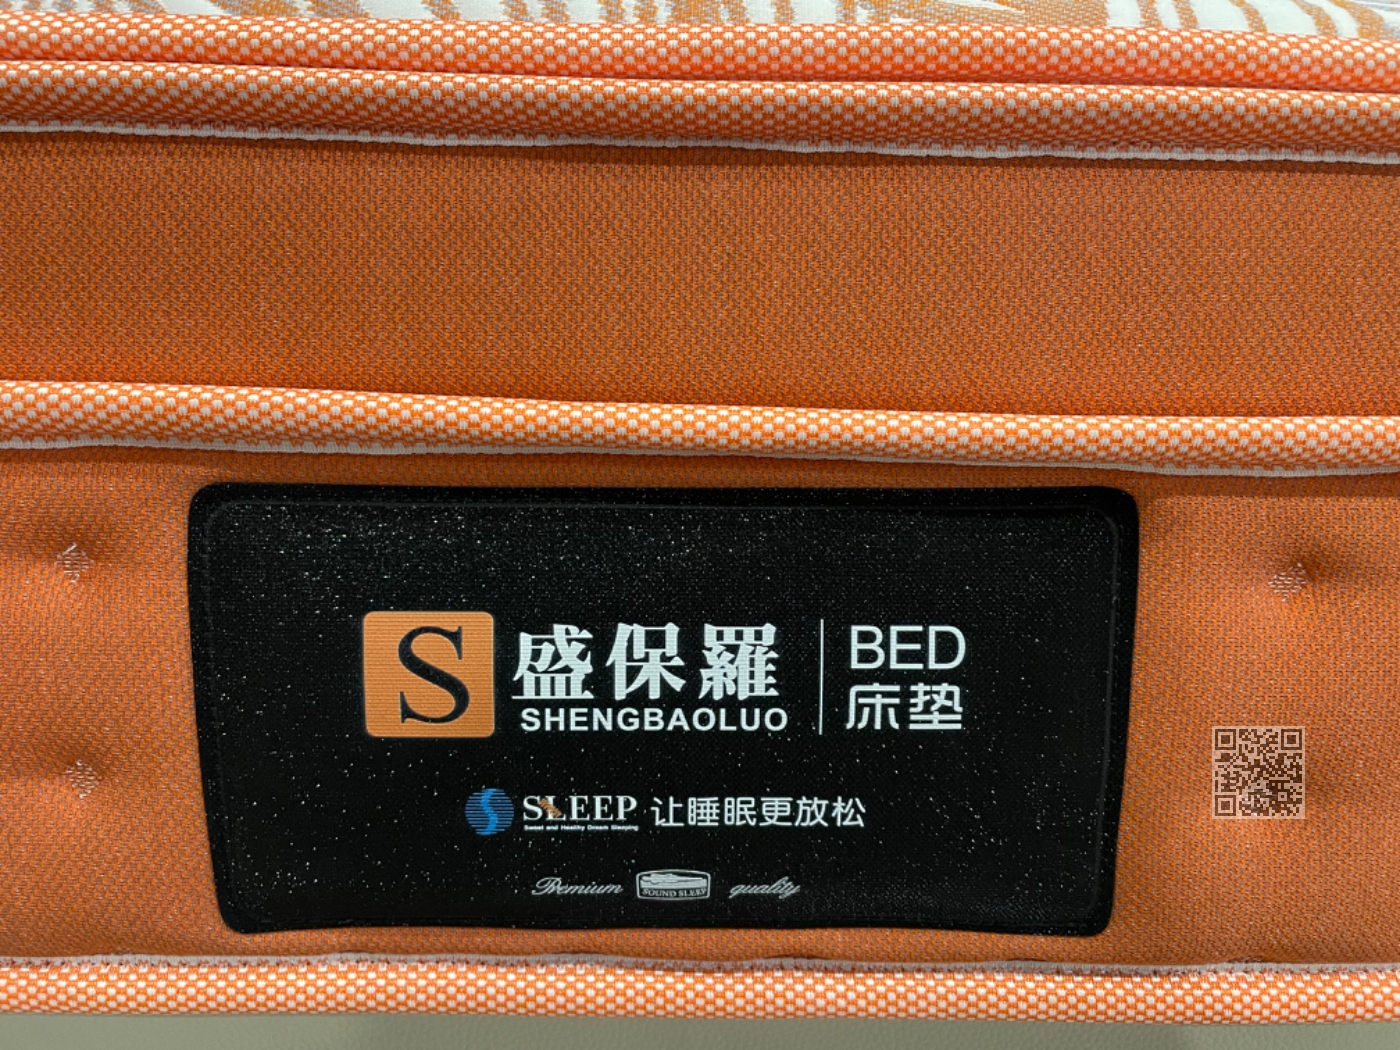 S 盛保羅 BED
SHENGBAOLUO 床垫
SLEEP 让睡眠更放松
Sweet and Healthy Dream Sleeping
Premium SOUND SLEEP quality